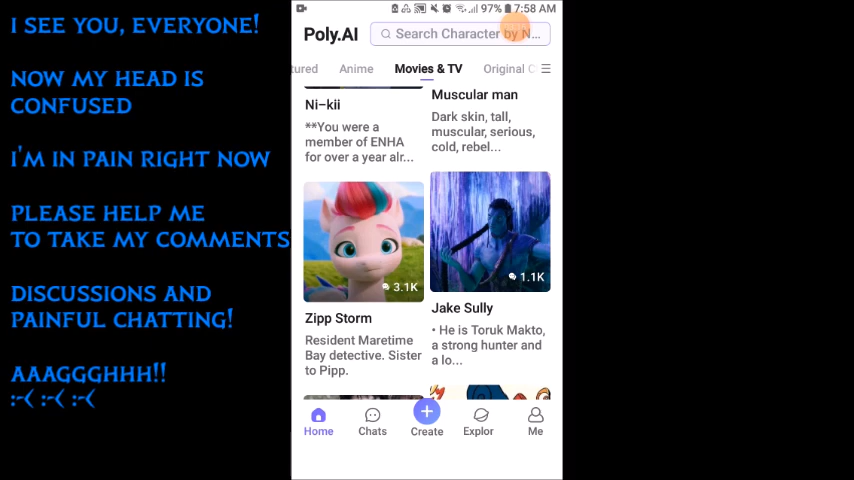 I SEE YOU, EVERYONE!
NOW MY HEAD IS
CONFUSED
I'M IN PAIN RIGHT NOW
PLEASE HELP ME
TO TAKE MY COMMENTS
DISCUSSIONS AND
PAINFUL CHATTING!
AAAGGGHHH!!
:-( :-( :-(
97% 7:58 AM
Poly.AI
Search Character by N...
tured Anime Movies & TV Original C
Ni-kii
**You were a
member of ENHA
for over a year alr...
Muscular man
Dark skin, tall,
muscular, serious,
cold, rebel...
3.1K
Zipp Storm
Resident Maretime
Bay detective. Sister
to Pipp.
1.1K
Jake Sully
• He is Toruk Makto,
a strong hunter and
a lo...
Home Chats Create Explor Me